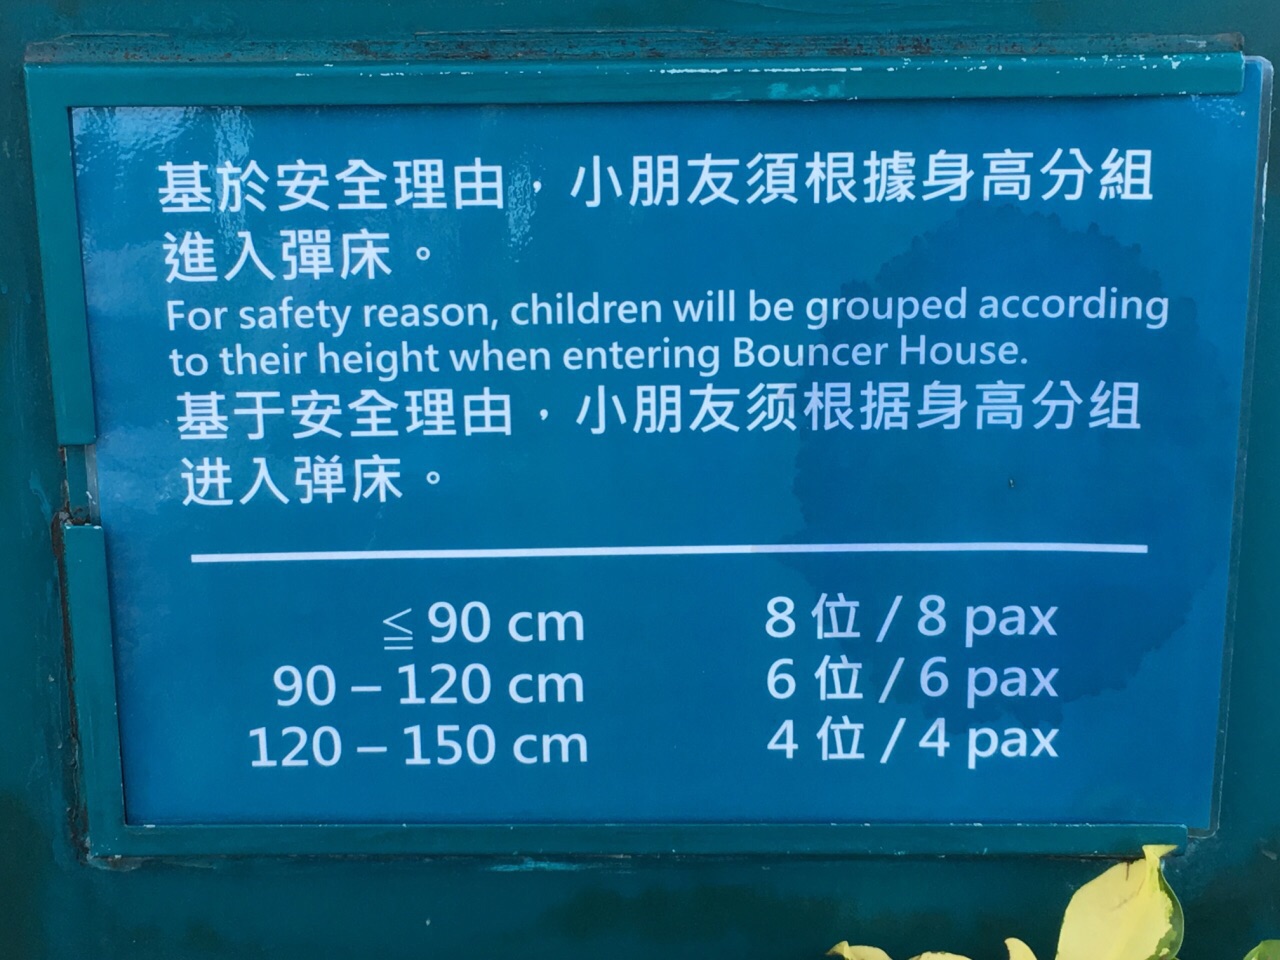 基於安全理由，小朋友須根據身高分組
進入彈床。
For safety reason, children will be grouped according
to their height when entering Bouncer House.
基于安全理由，小朋友须根据身高分组
进入弹床。
≦ 90 cm 8 位 / 8 pax
90 – 120 cm 6 位 / 6 pax
120 – 150 cm 4 位 / 4 pax